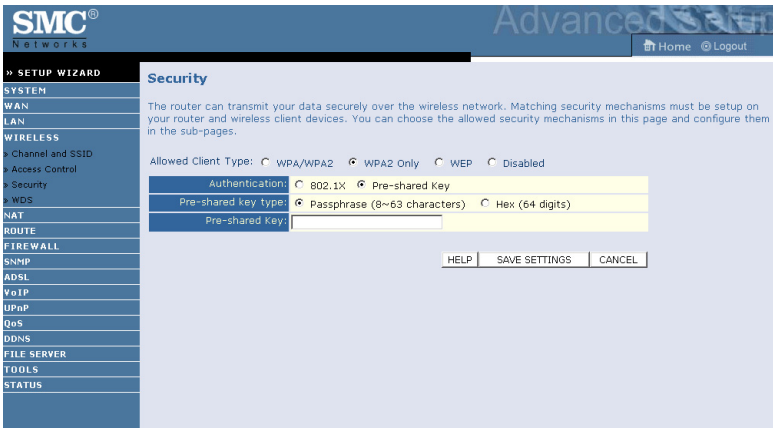 SMC®
Networks
Advanced Setup
Home Logout
» SETUP WIZARD
SYSTEM
WAN
LAN
WIRELESS
» Channel and SSID
» Access Control
» Security
» WDS
NAT
ROUTE
FIREWALL
SNMP
ADSL
VoIP
UPnP
QoS
DDNS
FILE SERVER
TOOLS
STATUS
Security
The router can transmit your data securely over the wireless network. Matching security mechanisms must be setup on
your router and wireless client devices. You can choose the allowed security mechanisms in this page and configure them
in the sub-pages.
Allowed Client Type: WPA/WPA2 WPA2 Only WEP Disabled
Authentication: 802.1X Pre-shared Key
Pre-shared key type: Passphrase (8~63 characters) Hex (64 digits)
Pre-shared Key:
HELP SAVE SETTINGS CANCEL